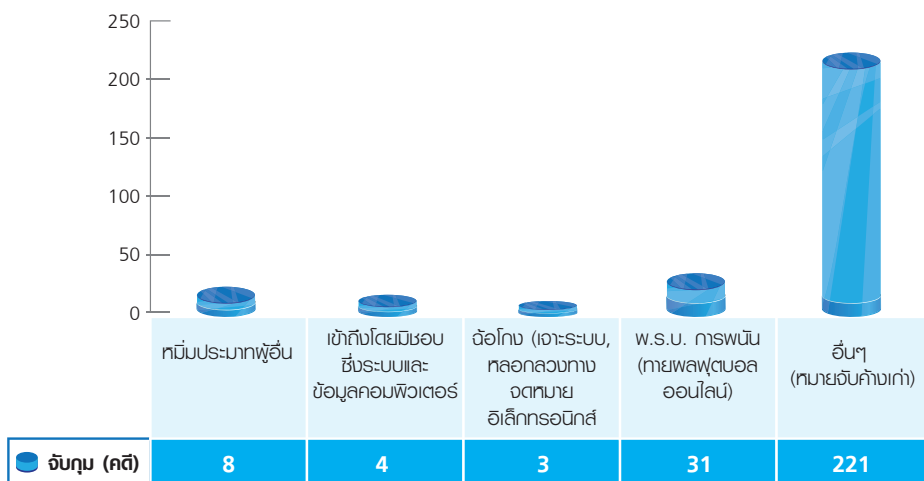 250
200
150
100
50
0
หมิ่นประมาทผู้อื่น
เข้าถึงโดยมิชอบ
ซึ่งระบบและ
ข้อมูลคอมพิวเตอร์
ฉ้อโกง (เจาะระบบ,
หลอกลวงทาง
จดหมาย
อิเล็กทรอนิกส์
พ.ร.บ. การพนัน
(ทายผลฟุตบอล
ออนไลน์)
อื่นๆ
(หมายจับค้างเก่า)
จับกุม (คดี) 8 4 3 31 221